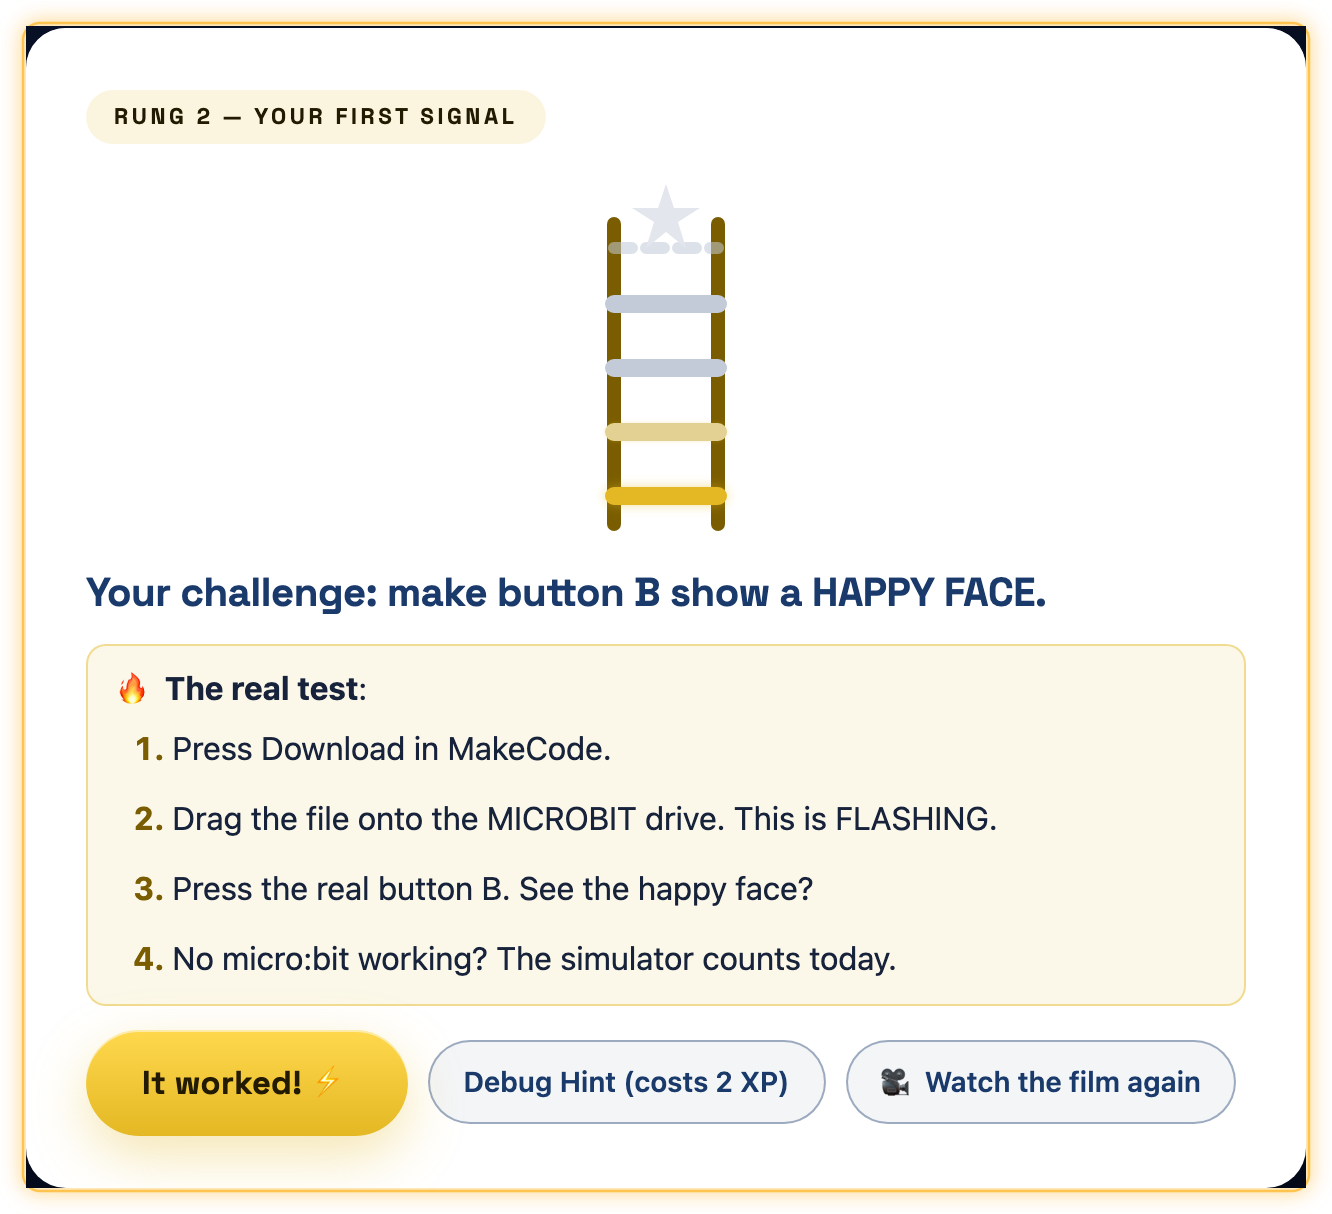 RUNG 2 — YOUR FIRST SIGNAL
Your challenge: make button B show a HAPPY FACE.
🔥 The real test:
1. Press Download in MakeCode.
2. Drag the file onto the MICROBIT drive. This is FLASHING.
3. Press the real button B. See the happy face?
4. No micro:bit working? The simulator counts today.
It worked! ⚡
Debug Hint (costs 2 XP)
🎥 Watch the film again